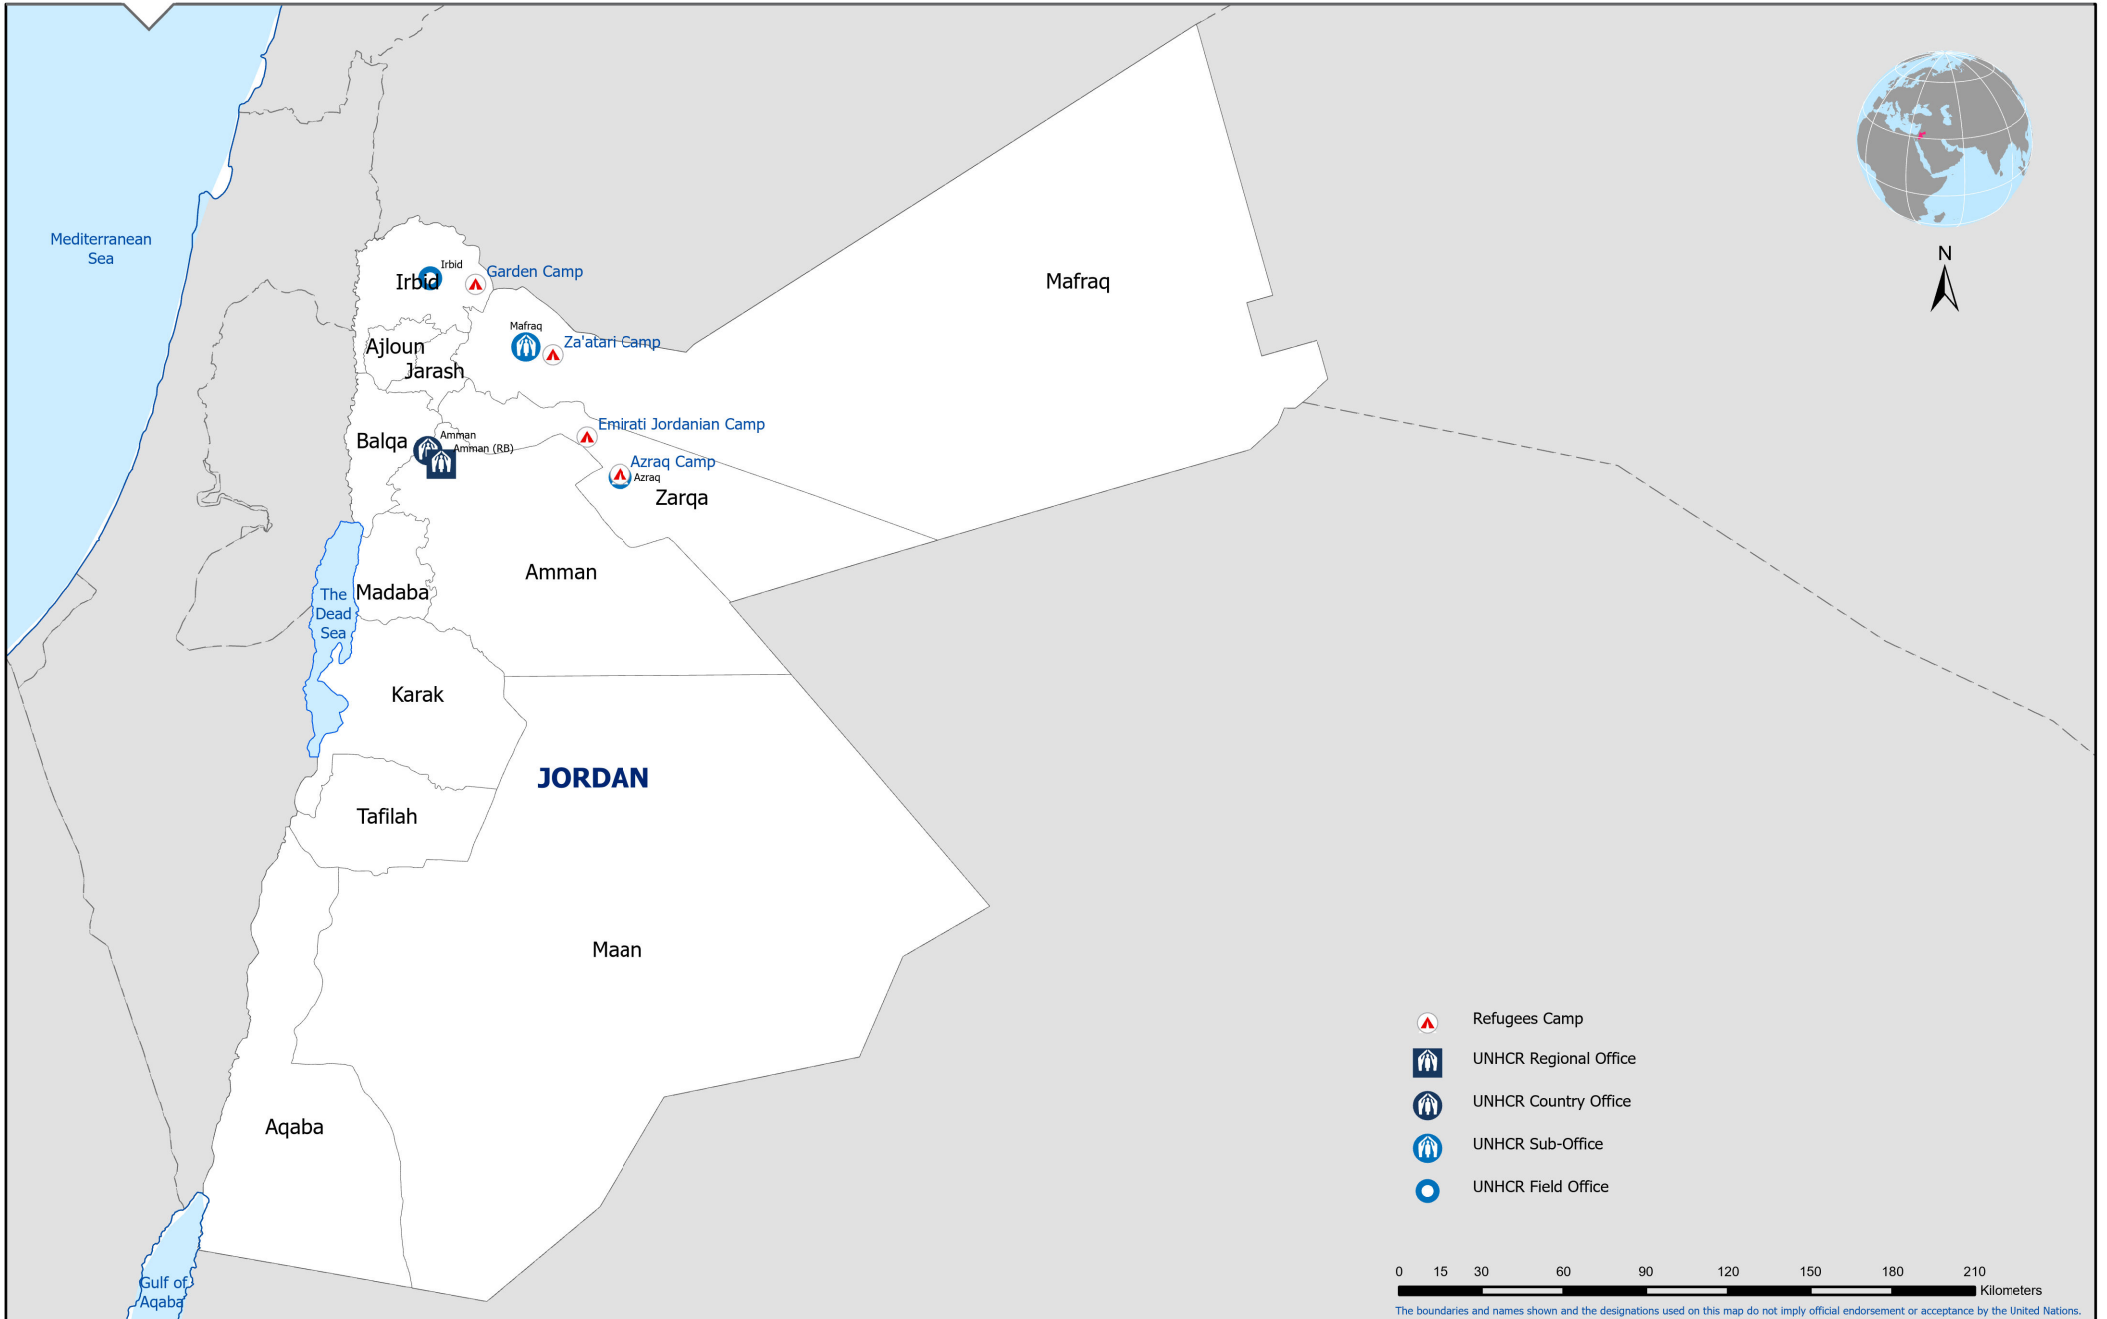 Mediterranean
Sea
N
Irbid
Irbid
Garden Camp
Mafraq
Mafraq
Za'atari Camp
Ajloun
Jarash
Emirati Jordanian Camp
Balqa
Amman
Amman (RB)
Azraq Camp
Azraq
Zarqa
Amman
The
Dead
Sea
Madaba
Karak
JORDAN
Tafilah
Maan
Aqaba
Gulf of
Aqaba
Refugees Camp
UNHCR Regional Office
UNHCR Country Office
UNHCR Sub-Office
UNHCR Field Office
0 15 30 60 90 120 150 180 210
Kilometers
The boundaries and names shown and the designations used on this map do not imply official endorsement or acceptance by the United Nations.